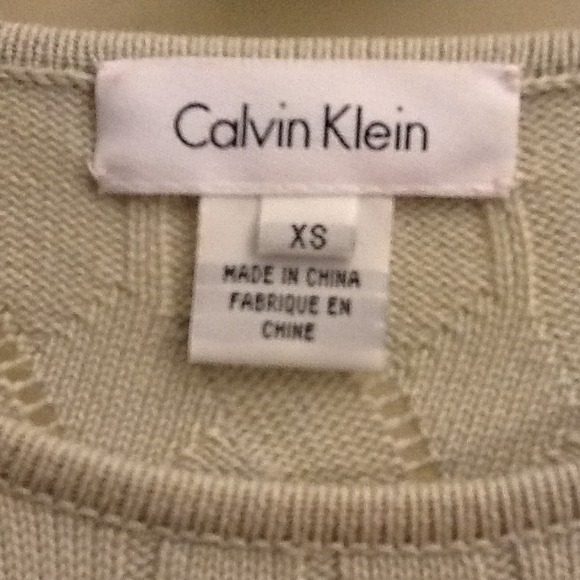 Calvin Klein
XS
MADE IN CHINA
FABRIQUE EN
CHINE